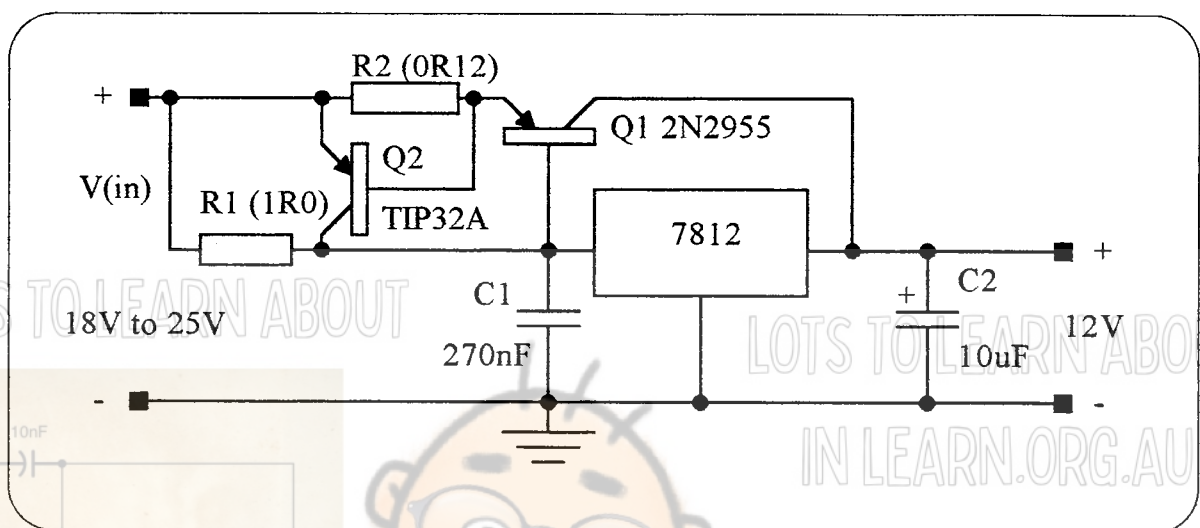 R2 (0R12)
+
Q1 2N2955
Q2
V(in)
R1 (1R0)
TIP32A
7812
+
S TO LEARN ABOUT
C1
+
C2
18V to 25V
LOTS TO LEARN ABO
12V
270nF
10uF
-
-
10nF
IN LEARN.ORG.AU